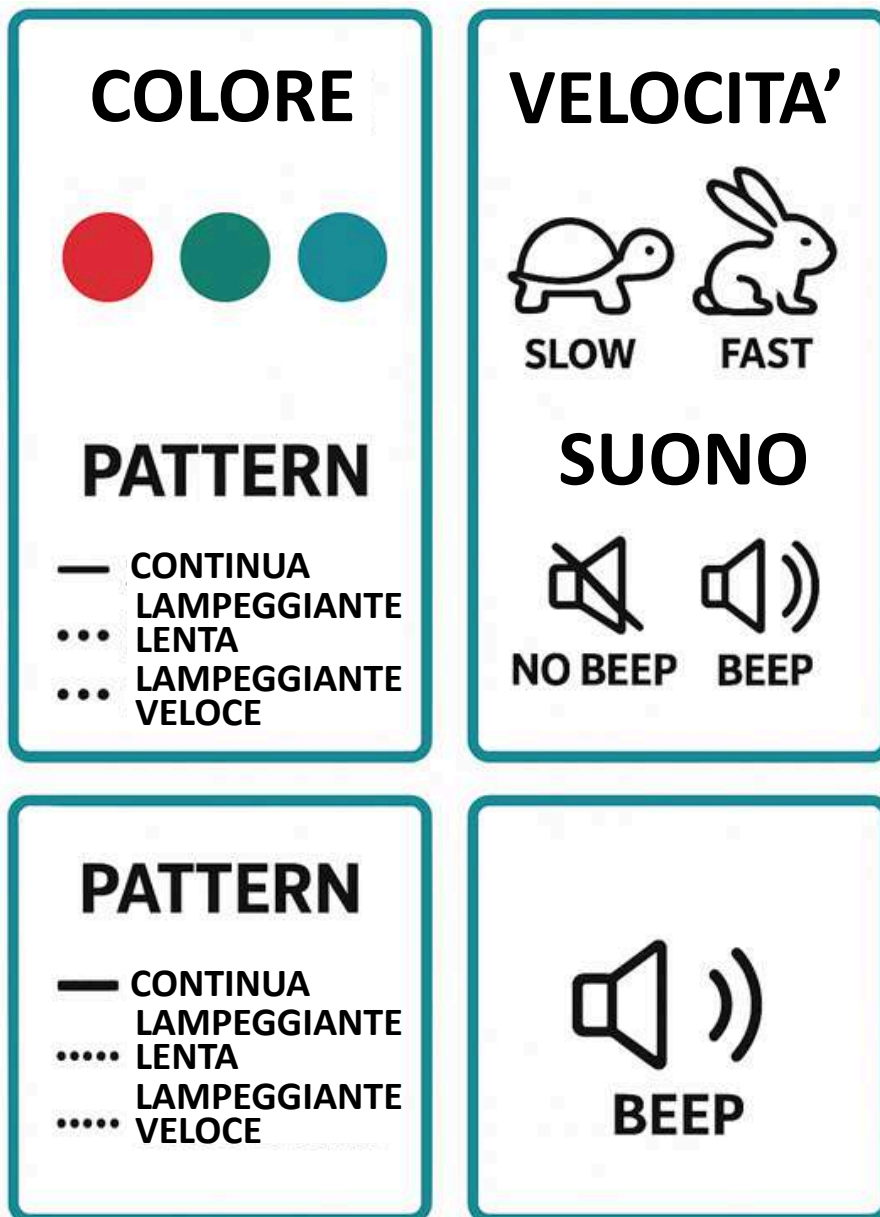 COLORE
PATTERN
CONTINUA
LAMPEGGIANTE
LENTA
LAMPEGGIANTE
VELOCE
VELOCITA’
SLOW FAST
SUONO
NO BEEP BEEP
PATTERN
CONTINUA
LAMPEGGIANTE
LENTA
LAMPEGGIANTE
VELOCE
BEEP